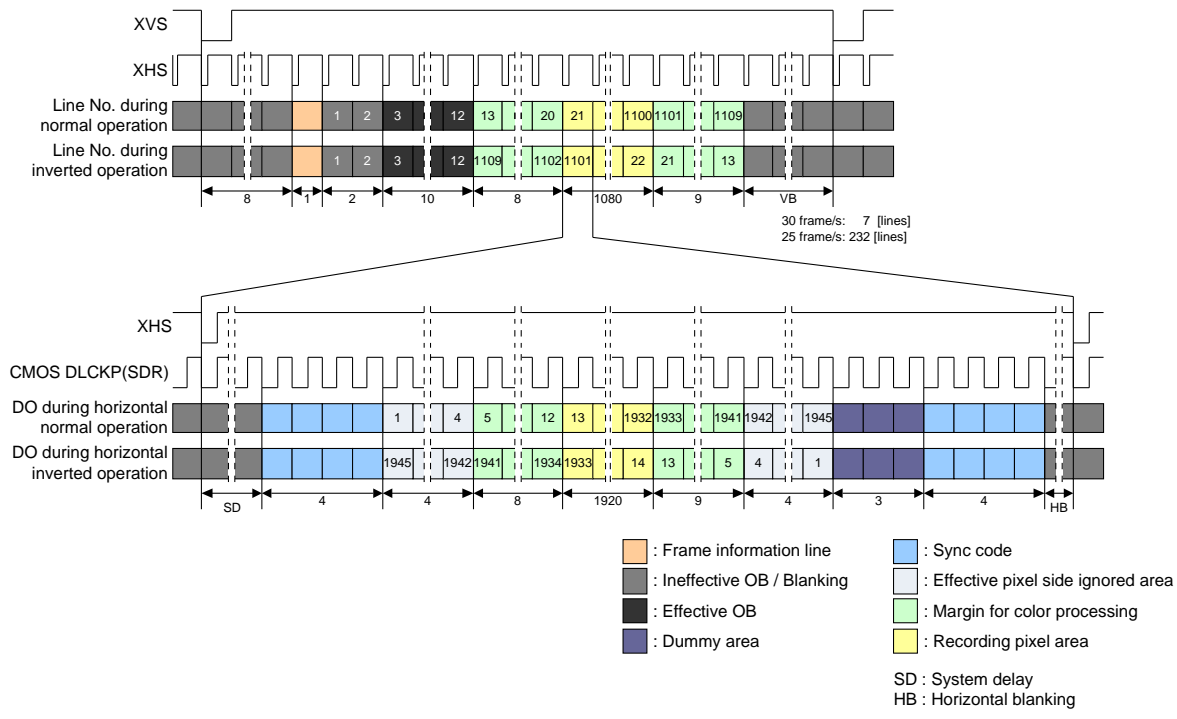 XVS
XHS
Line No. during
normal operation
1 2 3 12 13 20 21 1100 1101 1109
Line No. during
inverted operation
1 2 3 12 1109 1102 1101 22 21 13
8 1 2 10 8 1080 9 VB
30 frame/s: 7 [lines]
25 frame/s: 232 [lines]
XHS
CMOS DLCKP(SDR)
DO during horizontal
normal operation
1 4 5 12 13 1932 1933 1941 1942 1945
DO during horizontal
inverted operation
1945 1942 1941 1934 1933 14 13 5 4 1
SD 4 4 8 1920 9 4 3 4 HB
: Frame information line
: Ineffective OB / Blanking
: Effective OB
: Dummy area
: Sync code
: Effective pixel side ignored area
: Margin for color processing
: Recording pixel area
SD : System delay
HB : Horizontal blanking